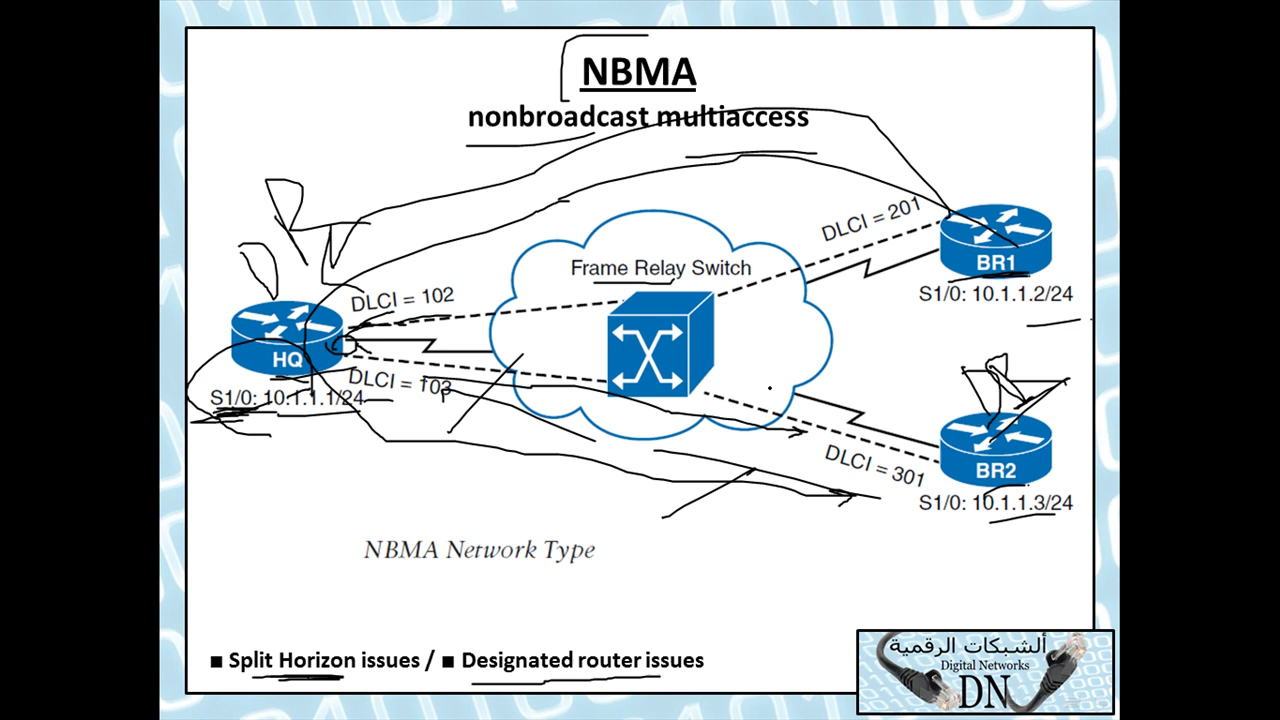 NBMA
nonbroadcast multiaccess
DLCI = 201
Frame Relay Switch
BR1
DLCI = 102
S1/0: 10.1.1.2/24
HQ
DLCI = 103
S1/0: 10.1.1.1/24
DLCI = 301
BR2
S1/0: 10.1.1.3/24
NBMA Network Type
■ Split Horizon issues / ■ Designated router issues
ألشبكات الرقمية
Digital Networks
DN